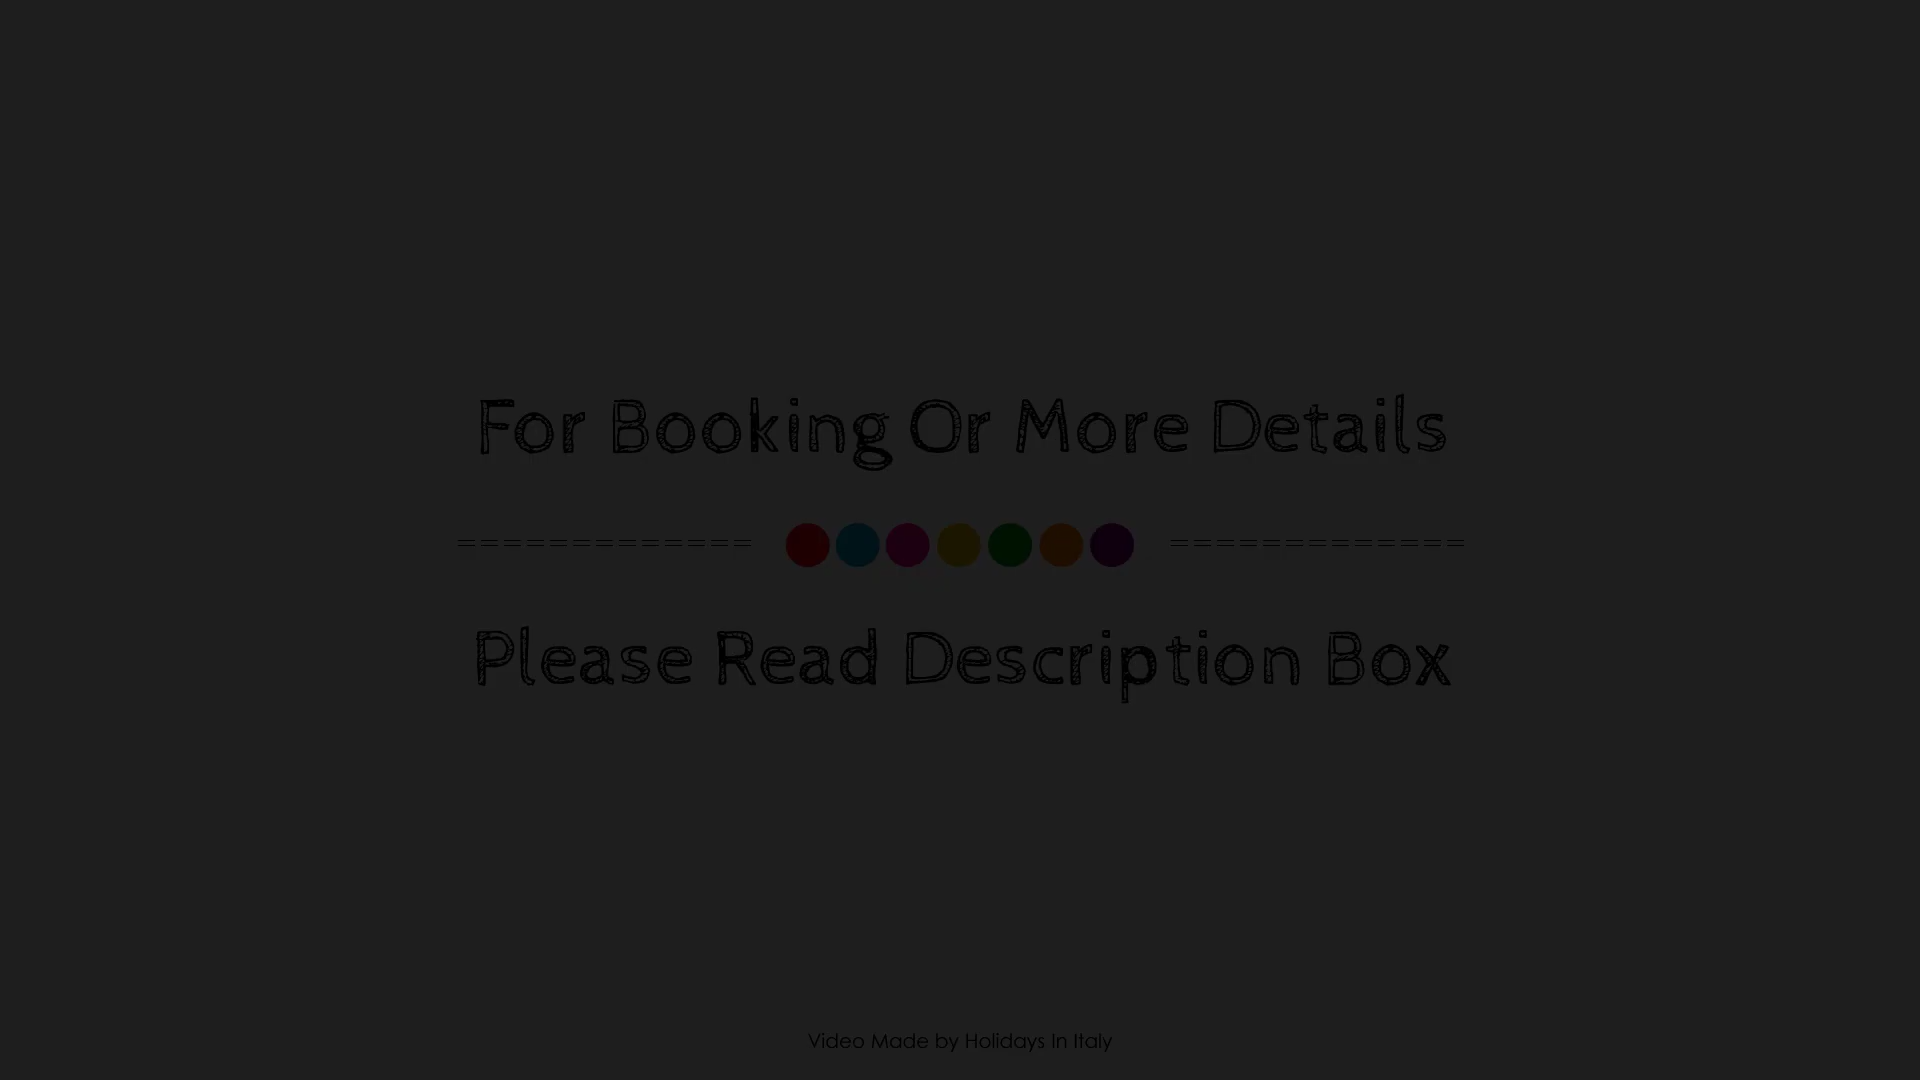 For Booking Or More Details
============= =============
Please Read Description Box
Video Made by Holidays In Italy